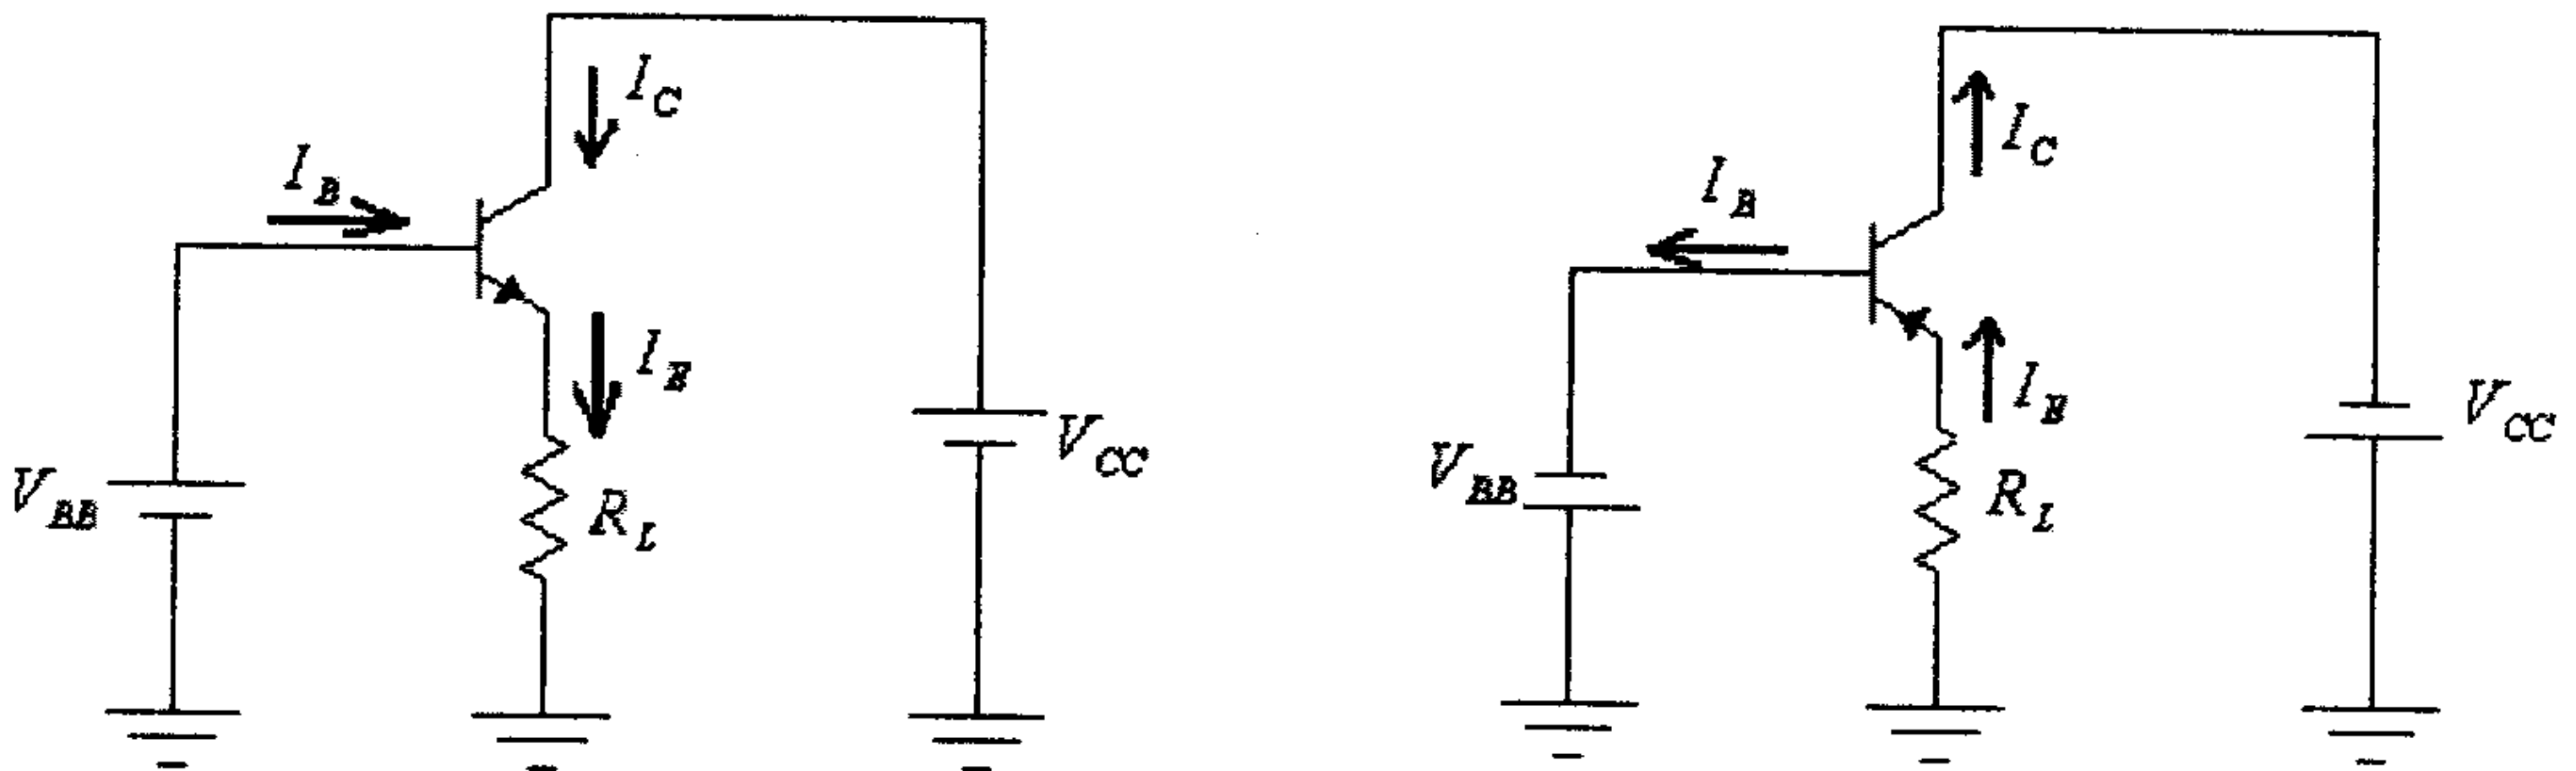 I_C
I_B
I_E
V_BB
R_L
V_CC
I_C
I_B
I_E
V_BB
R_L
V_CC